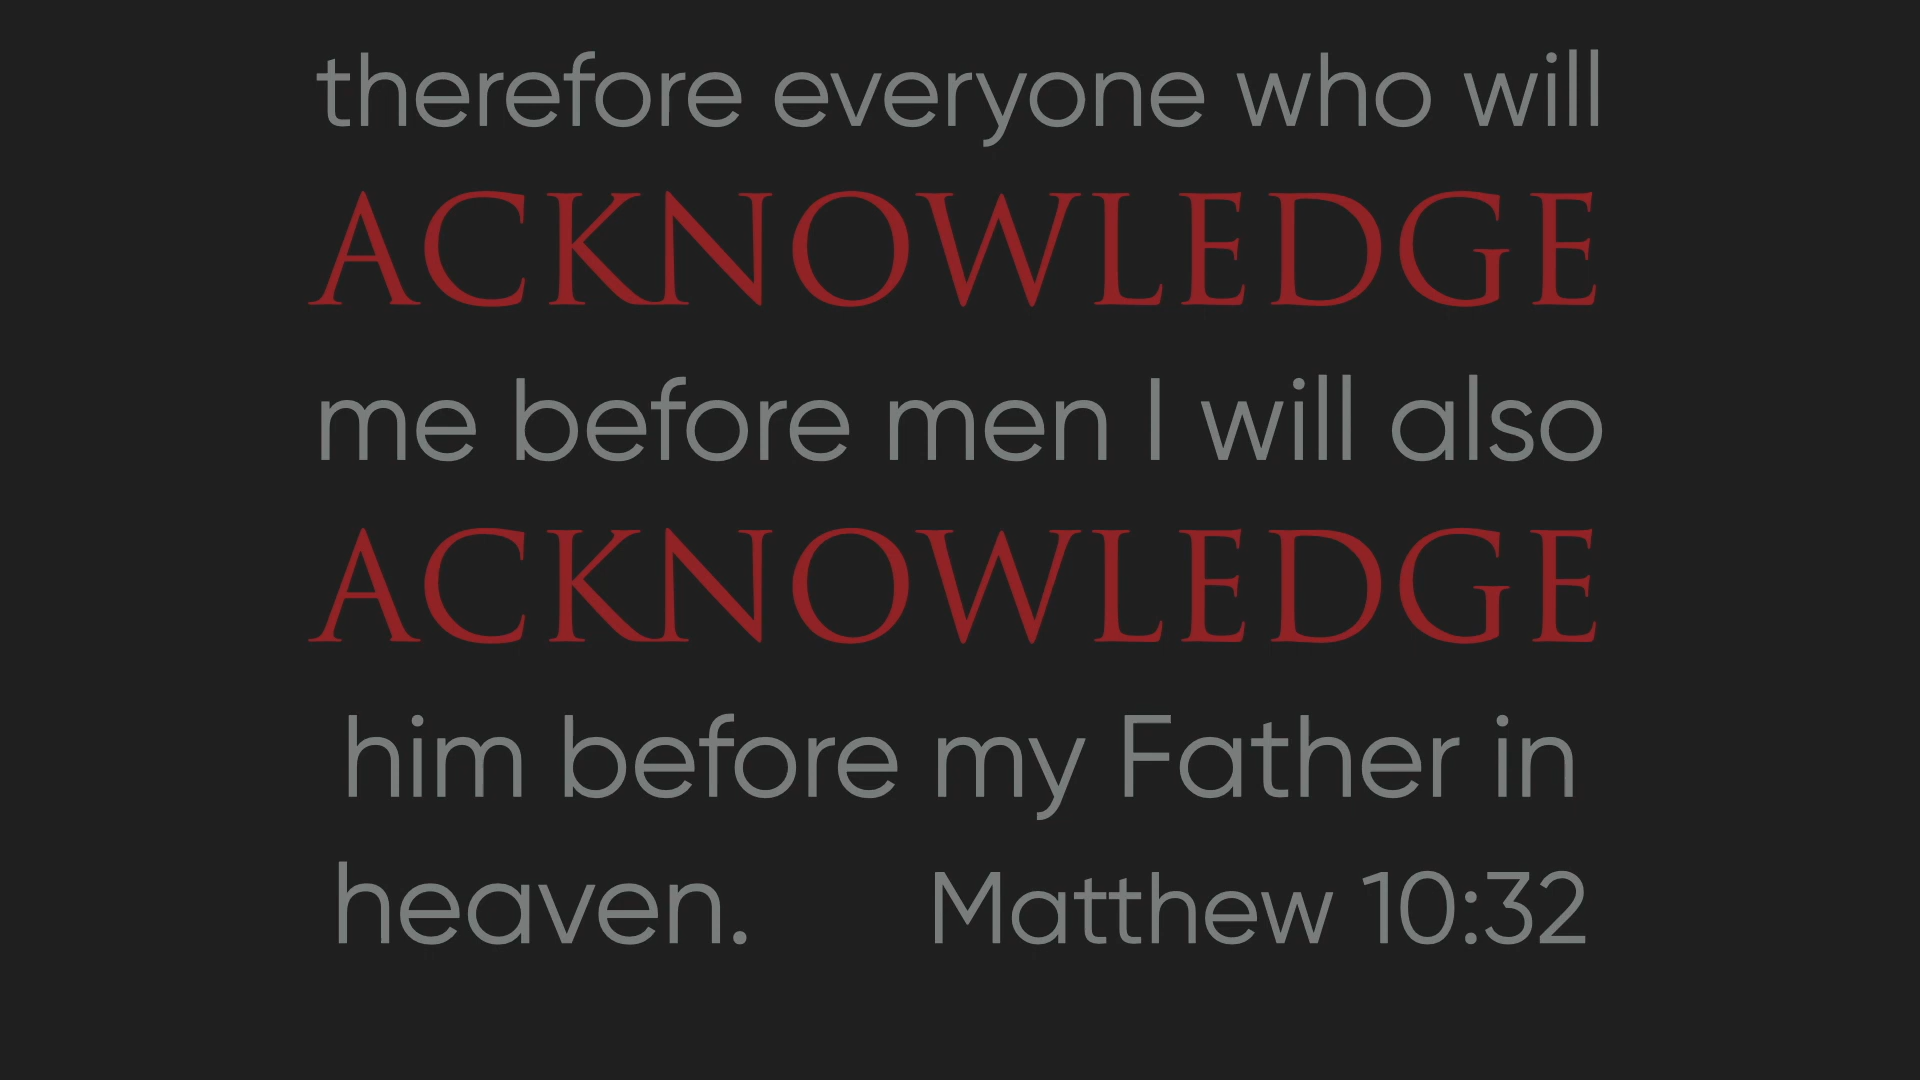 therefore everyone who will
ACKNOWLEDGE
me before men I will also
ACKNOWLEDGE
him before my Father in
heaven. Matthew 10:32